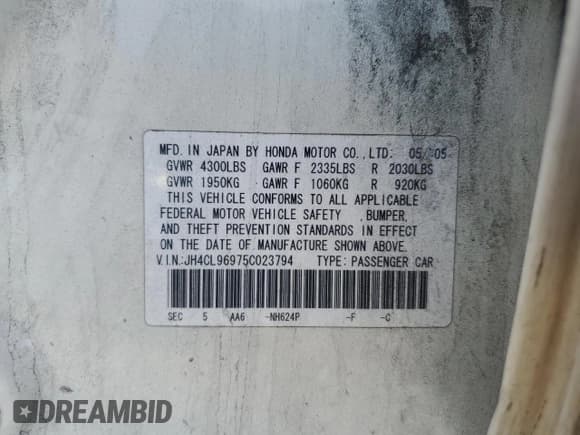 MFD. IN JAPAN BY HONDA MOTOR CO., LTD: 05/ 05
GVWR 4300LBS GAWR F 2335LBS R 2030LBS
GVWR 1950KG GAWR F 1060KG R 920KG
THIS VEHICLE CONFORMS TO ALL APPLICABLE
FEDERAL MOTOR VEHICLE SAFETY ,BUMPER,
AND THEFT PREVENTION STANDARDS IN EFFECT
ON THE DATE OF MANUFACTURE SHOWN ABOVE.
V.I.N.:JH4CL96975C023794 TYPE: PASSENGER CAR
SEC 5 AA6 -NH624P -F -C
DREAMBID